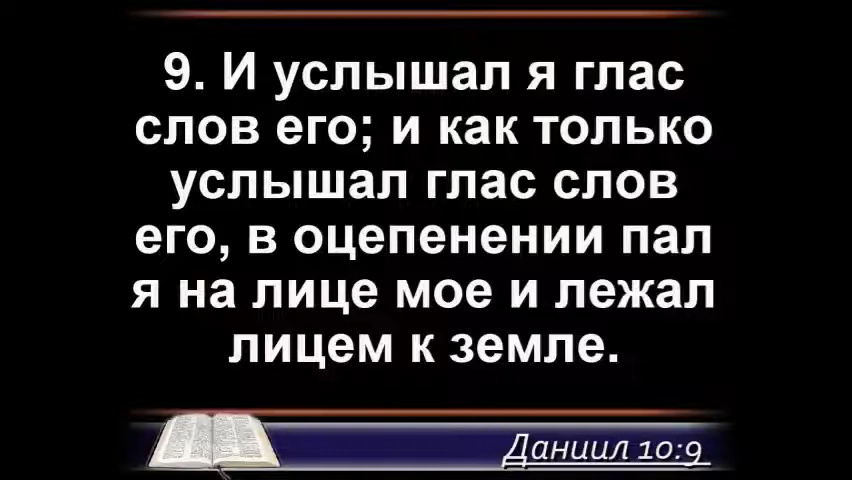 9. И услышал я глас
слов его; и как только
услышал глас слов
его, в оцепенении пал
я на лице мое и лежал
лицем к земле.
Даниил 10:9